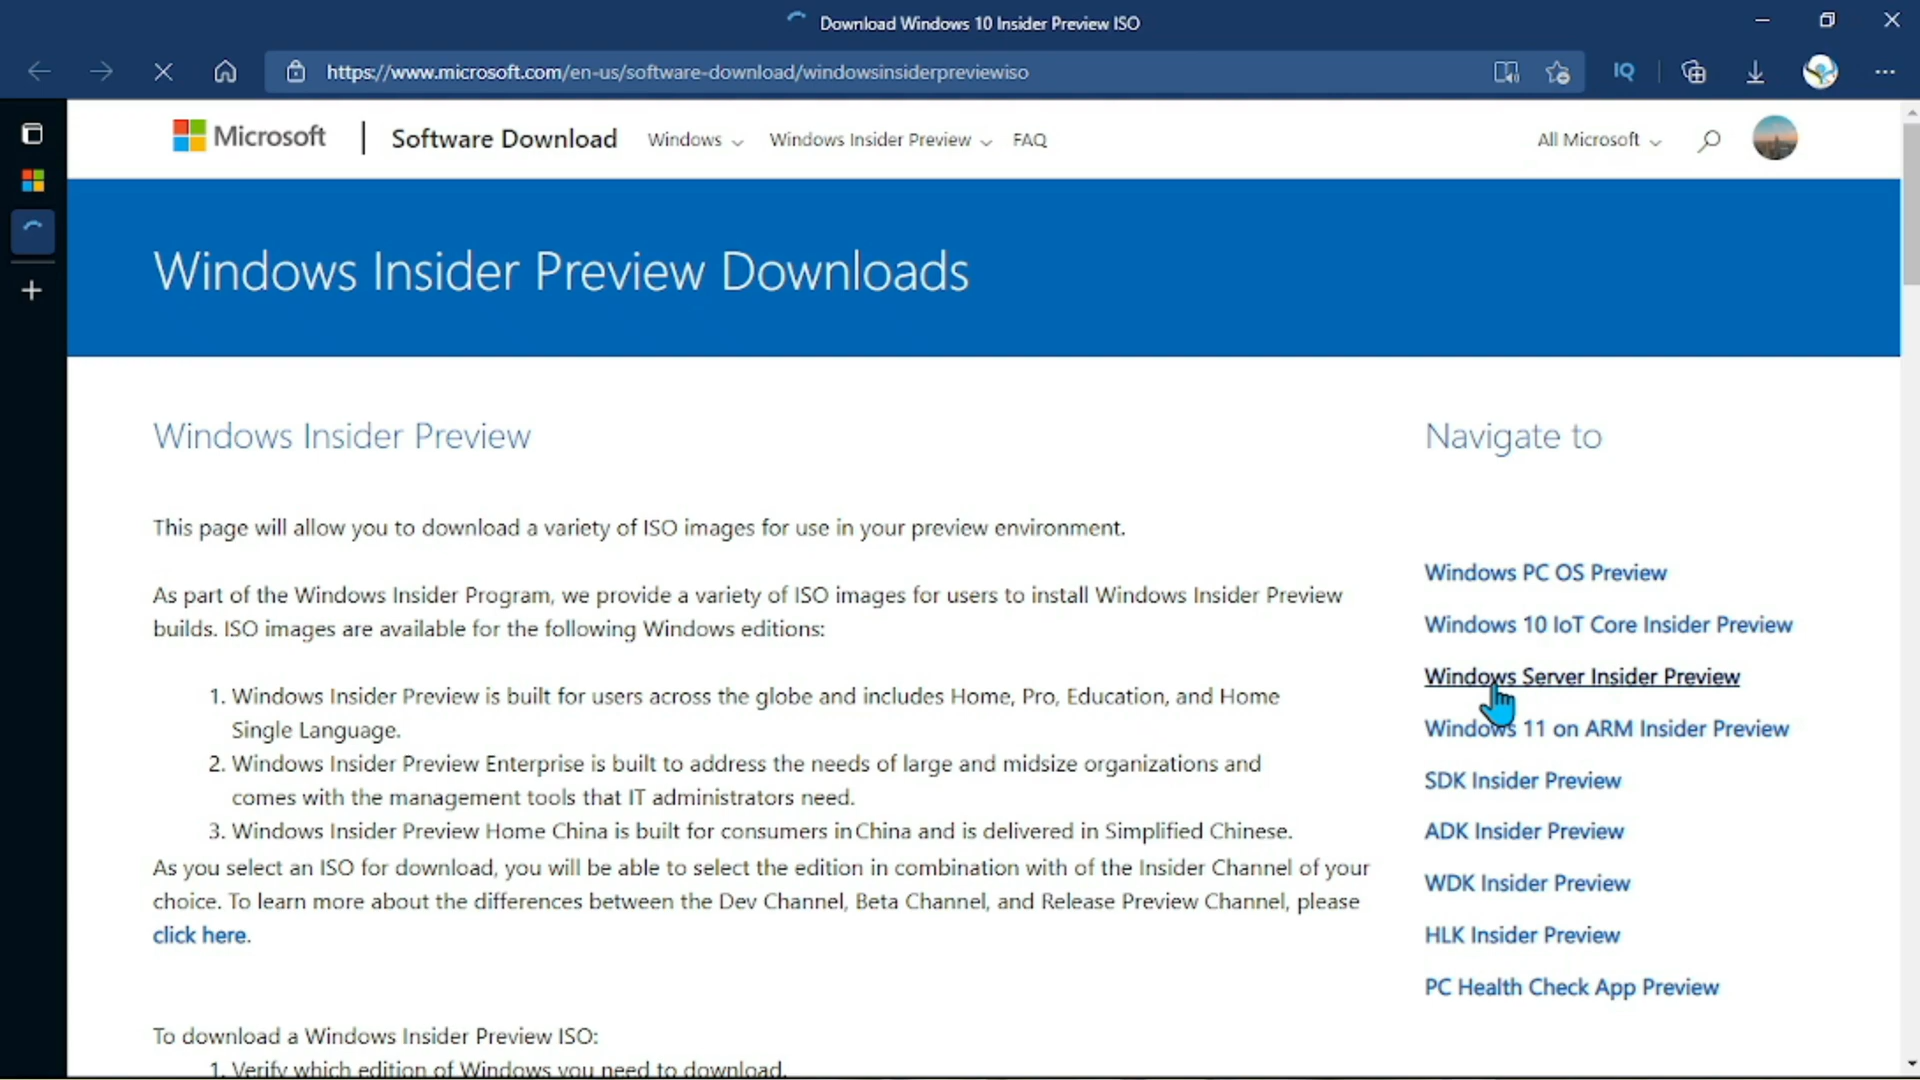 Download Windows 10 Insider Preview ISO
https://www.microsoft.com/en-us/software-download/windowsinsiderpreviewiso
IQ
Microsoft | Software Download Windows Windows Insider Preview FAQ All Microsoft
Windows Insider Preview Downloads
Windows Insider Preview
This page will allow you to download a variety of ISO images for use in your preview environment.
As part of the Windows Insider Program, we provide a variety of ISO images for users to install Windows Insider Preview
builds. ISO images are available for the following Windows editions:
1. Windows Insider Preview is built for users across the globe and includes Home, Pro, Education, and Home
Single Language.
2. Windows Insider Preview Enterprise is built to address the needs of large and midsize organizations and
comes with the management tools that IT administrators need.
3. Windows Insider Preview Home China is built for consumers in China and is delivered in Simplified Chinese.
As you select an ISO for download, you will be able to select the edition in combination with of the Insider Channel of your
choice. To learn more about the differences between the Dev Channel, Beta Channel, and Release Preview Channel, please
click here.
To download a Windows Insider Preview ISO:
1. Verify which edition of Windows you need to download.
Navigate to
Windows PC OS Preview
Windows 10 IoT Core Insider Preview
Windows Server Insider Preview
Windows 11 on ARM Insider Preview
SDK Insider Preview
ADK Insider Preview
WDK Insider Preview
HLK Insider Preview
PC Health Check App Preview